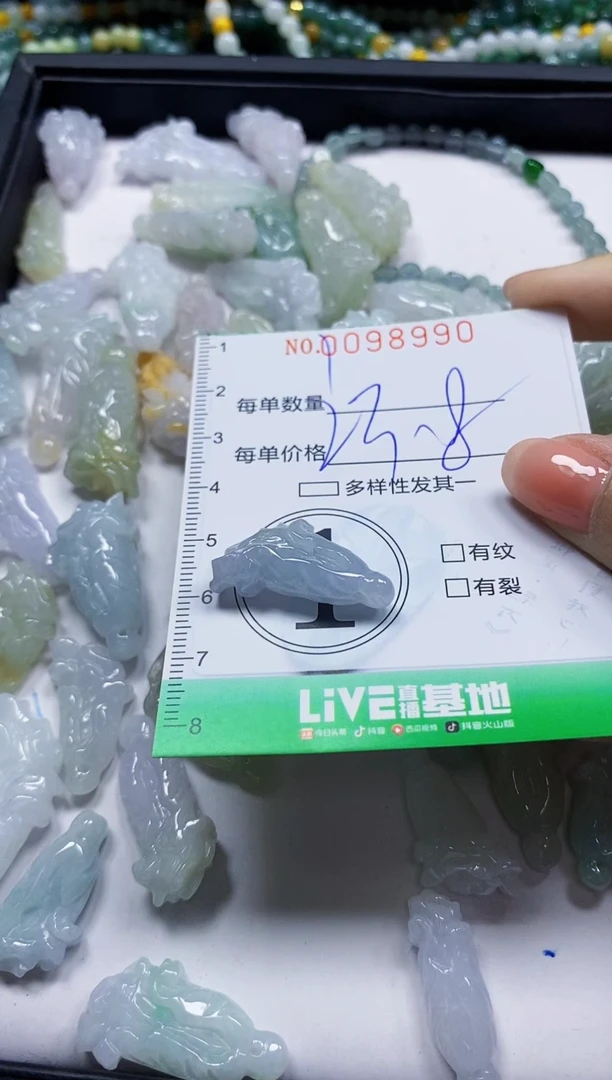 NO.0098990
1
2
每单数量
3
每单价格
4
多样性发其一
5
1
有纹
6
有裂
7
LiVE直播基地
8
今日头条 抖音 西瓜视频 抖音火山版